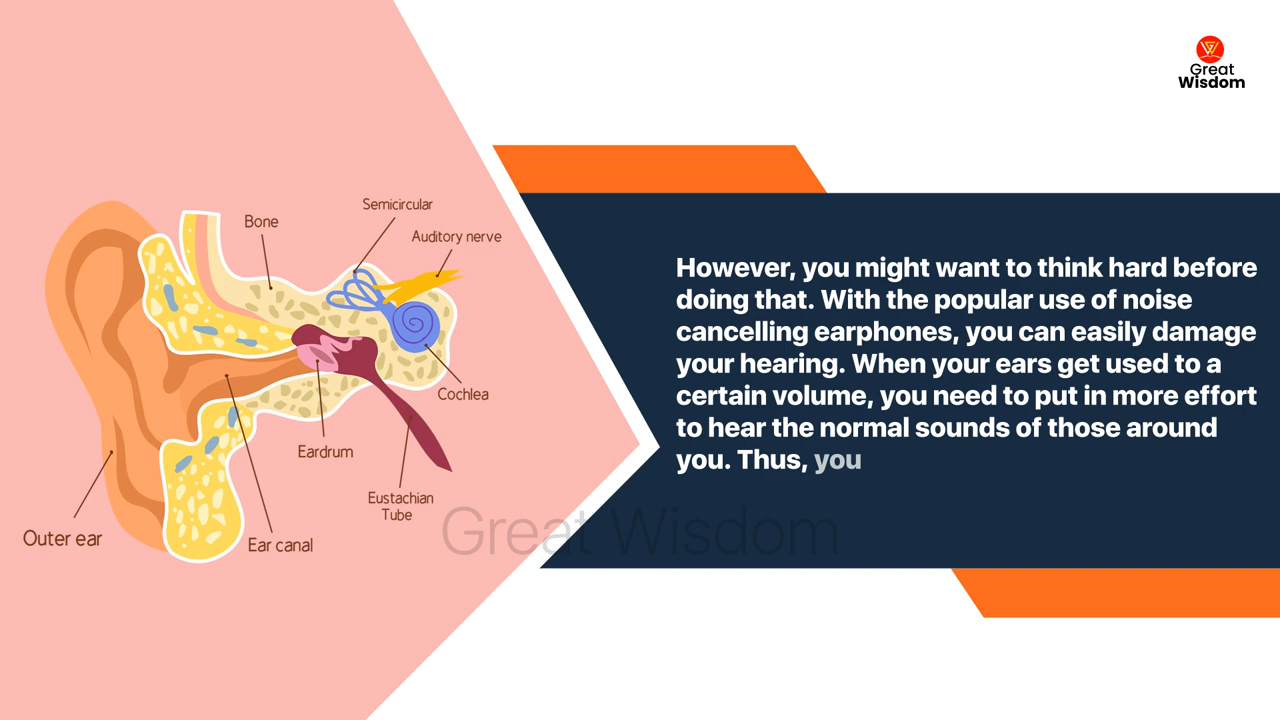 Great
Wisdom
Semicircular
Bone
Auditory nerve
Cochlea
Eardrum
Eustachian
Tube
Outer ear
Ear canal
However, you might want to think hard before
doing that. With the popular use of noise
cancelling earphones, you can easily damage
your hearing. When your ears get used to a
certain volume, you need to put in more effort
to hear the normal sounds of those around
you. Thus, you
Great Wisdom